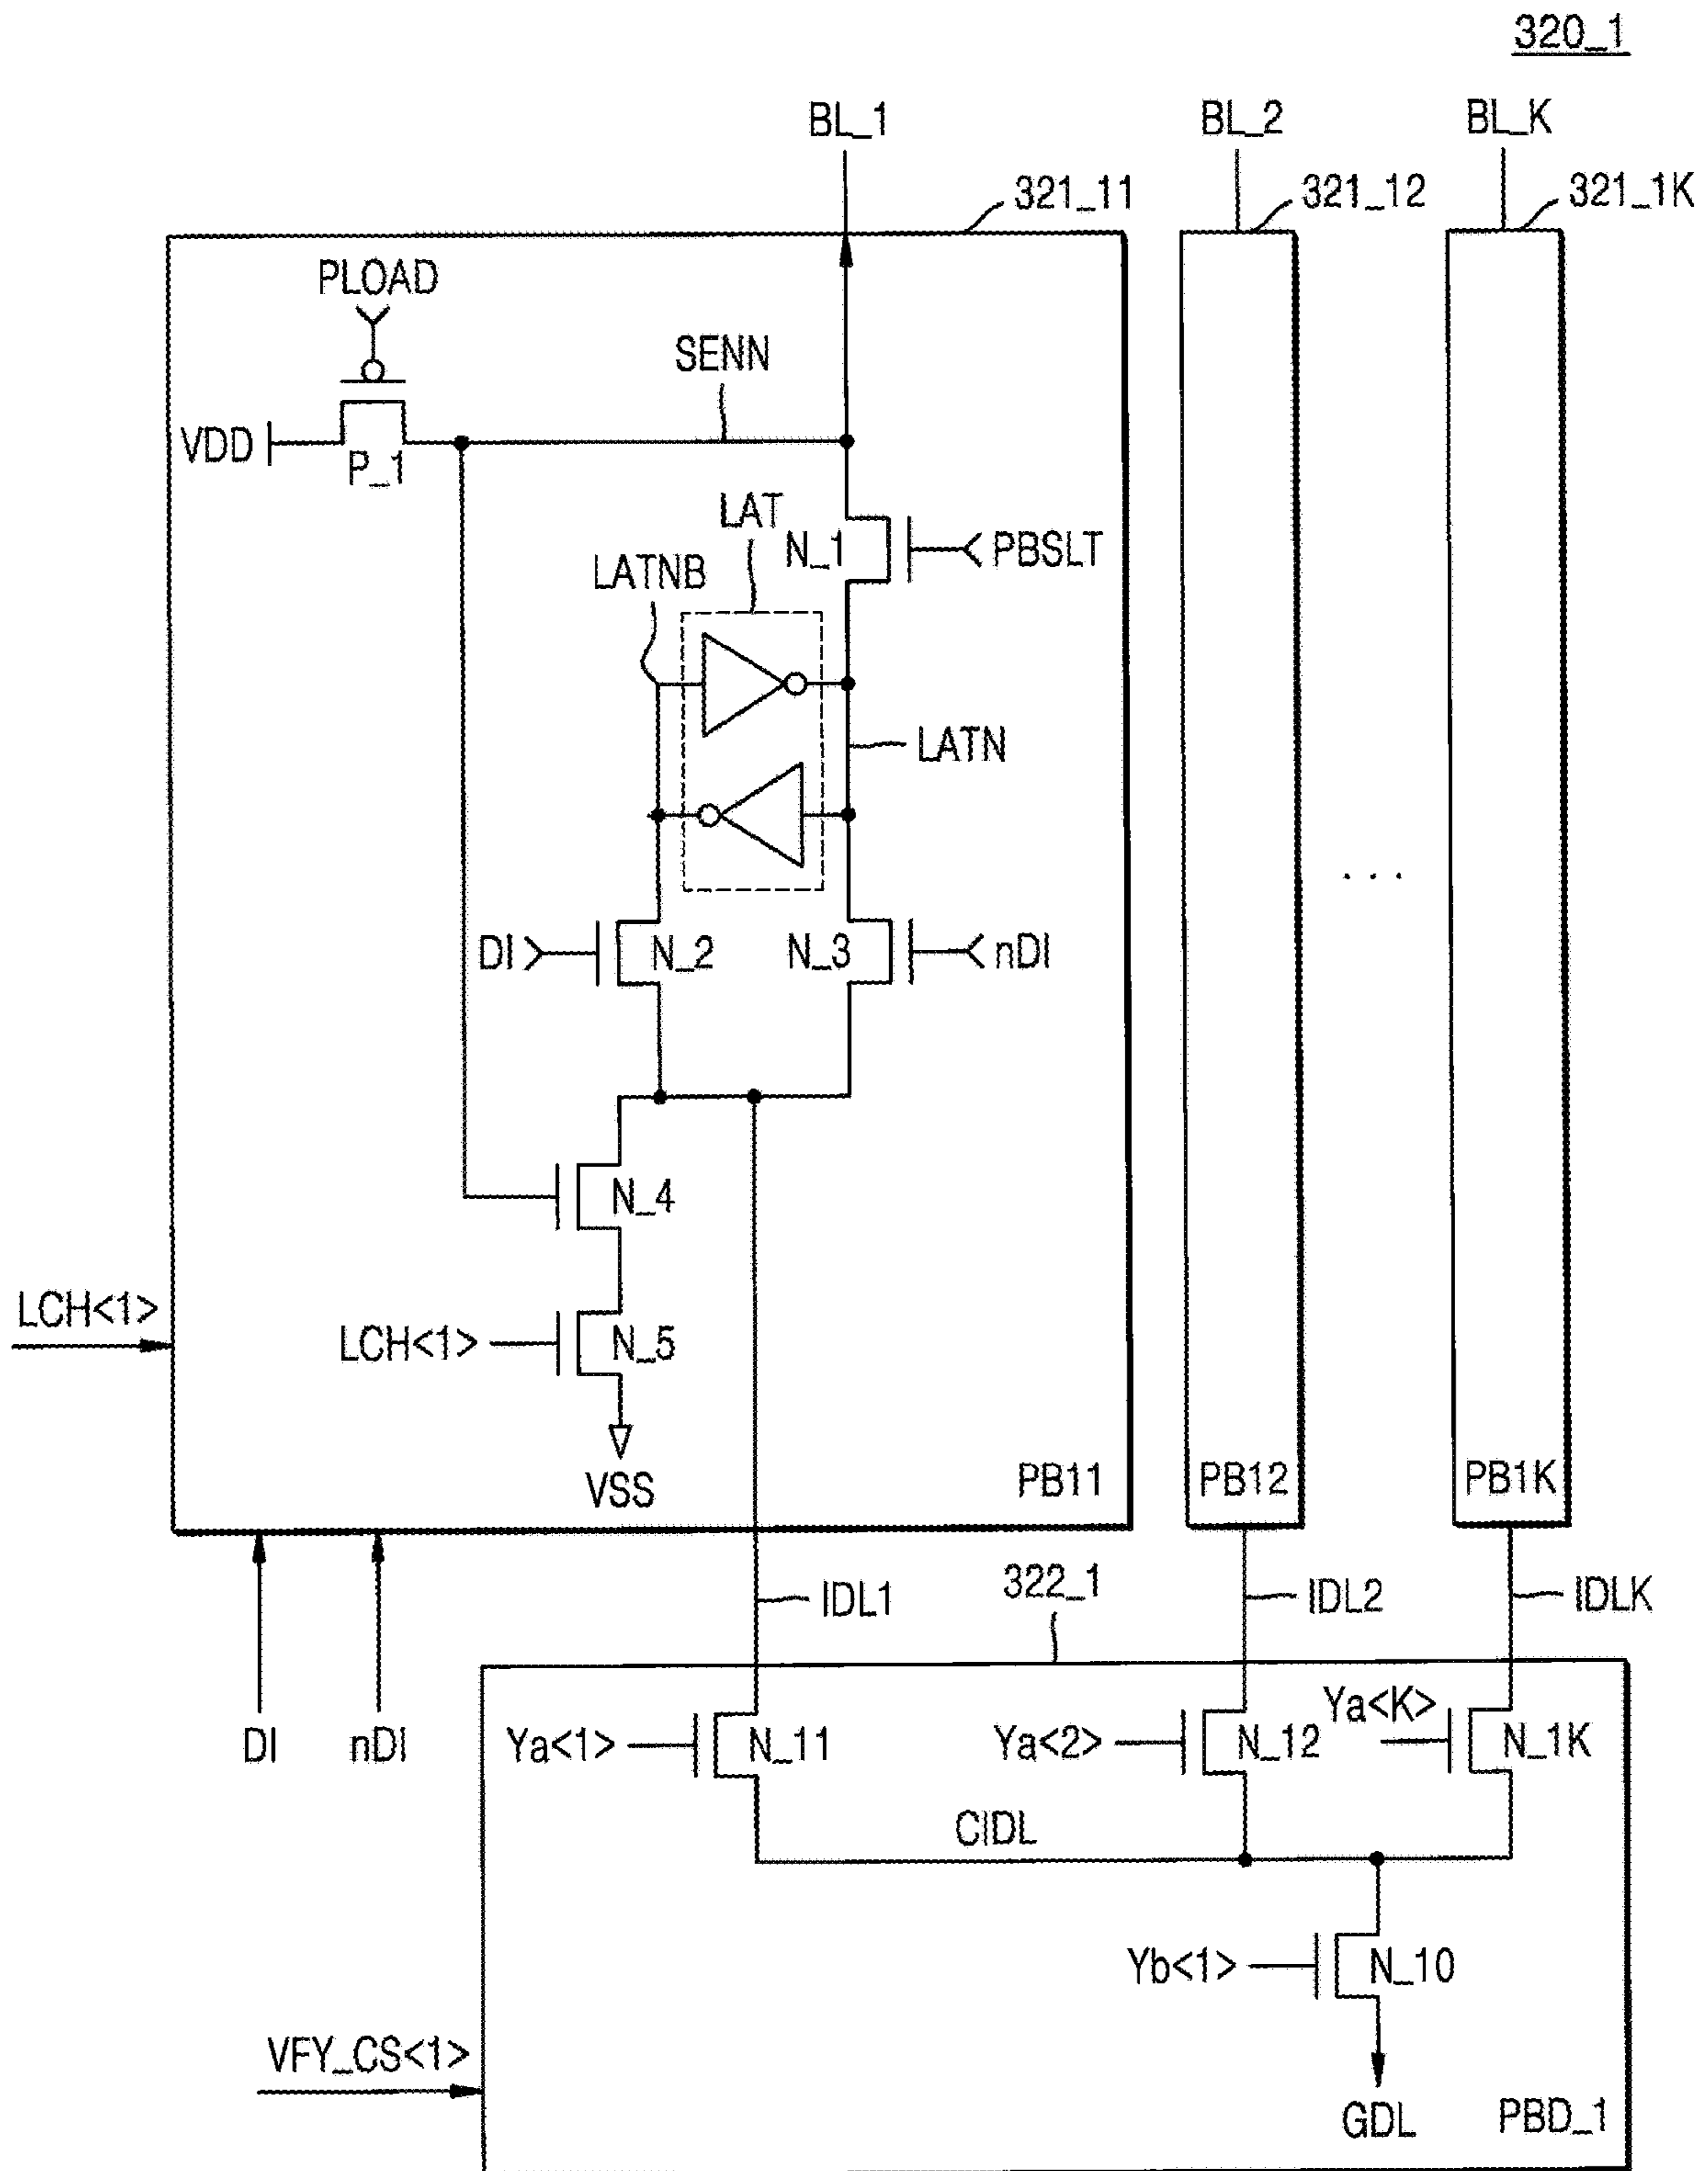 320_1
BL_1
BL_2
BL_K
321_11
321_12
321_1K
PLOAD
SENN
VDD
P_1
LAT
N_1
PBSLT
LATNB
LATN
. . .
DI
N_2
N_3
nDI
N_4
LCH<1>
LCH<1>
N_5
VSS
PB11
PB12
PB1K
322_1
IDL1
IDL2
IDLK
DI
nDI
Ya<1>
N_11
Ya<2>
N_12
Ya<K>
N_1K
CIDL
Yb<1>
N_10
VFY_CS<1>
GDL
PBD_1